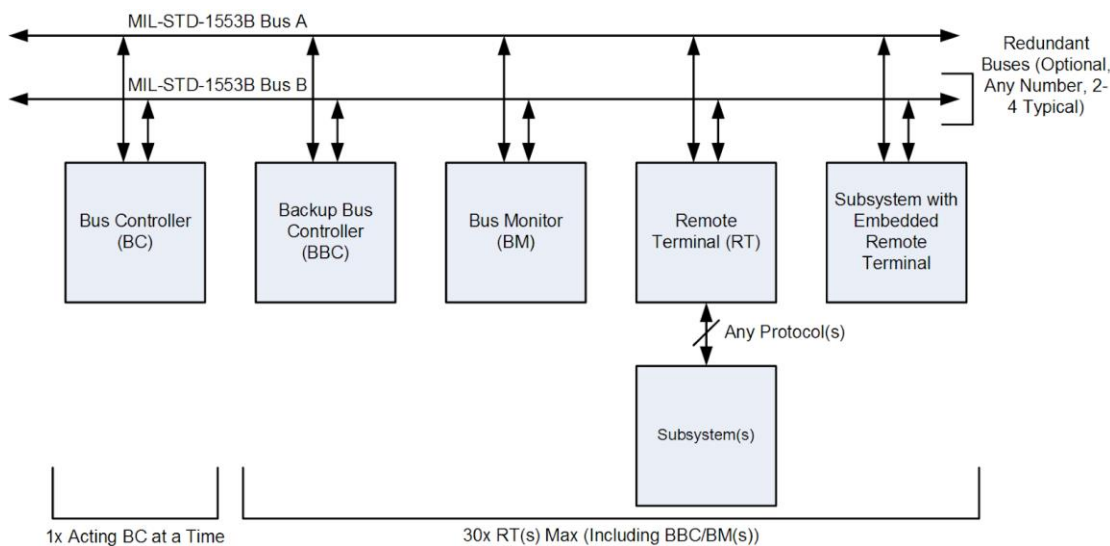 MIL-STD-1553B Bus A
MIL-STD-1553B Bus B
Redundant
Buses (Optional,
Any Number, 2-
4 Typical)
Bus Controller
(BC)
Backup Bus
Controller
(BBC)
Bus Monitor
(BM)
Remote
Terminal (RT)
Subsystem with
Embedded
Remote
Terminal
Any Protocol(s)
Subsystem(s)
1x Acting BC at a Time
30x RT(s) Max (Including BBC/BM(s))